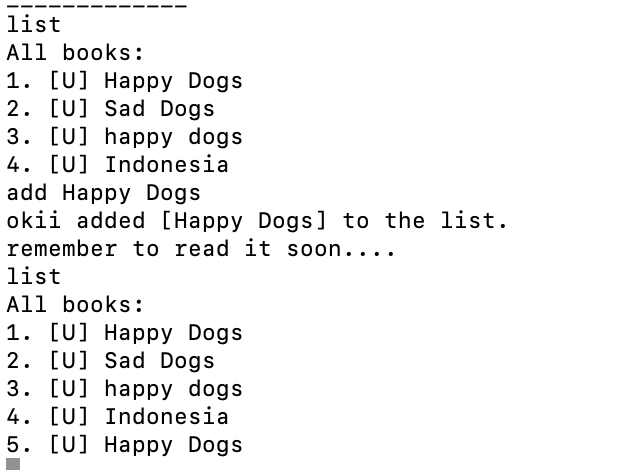 _____________
list
All books:
1. [U] Happy Dogs
2. [U] Sad Dogs
3. [U] happy dogs
4. [U] Indonesia
add Happy Dogs
okii added [Happy Dogs] to the list.
remember to read it soon....
list
All books:
1. [U] Happy Dogs
2. [U] Sad Dogs
3. [U] happy dogs
4. [U] Indonesia
5. [U] Happy Dogs